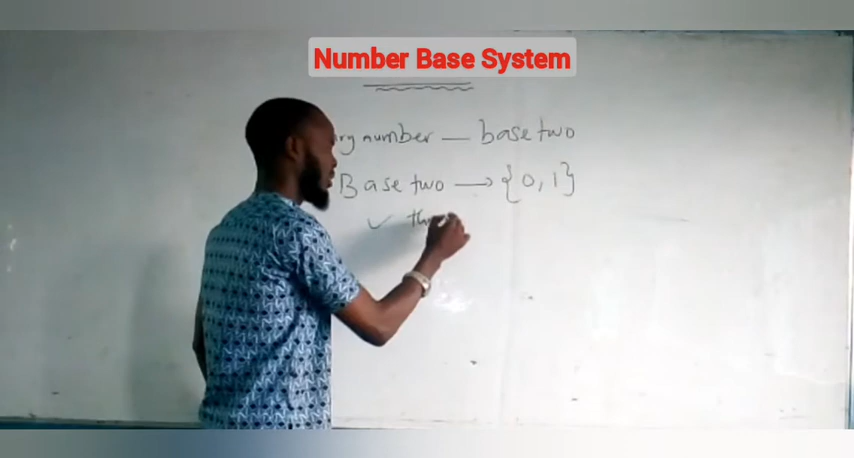 Number Base System
number — base two
Base two → {0, 1}
✓